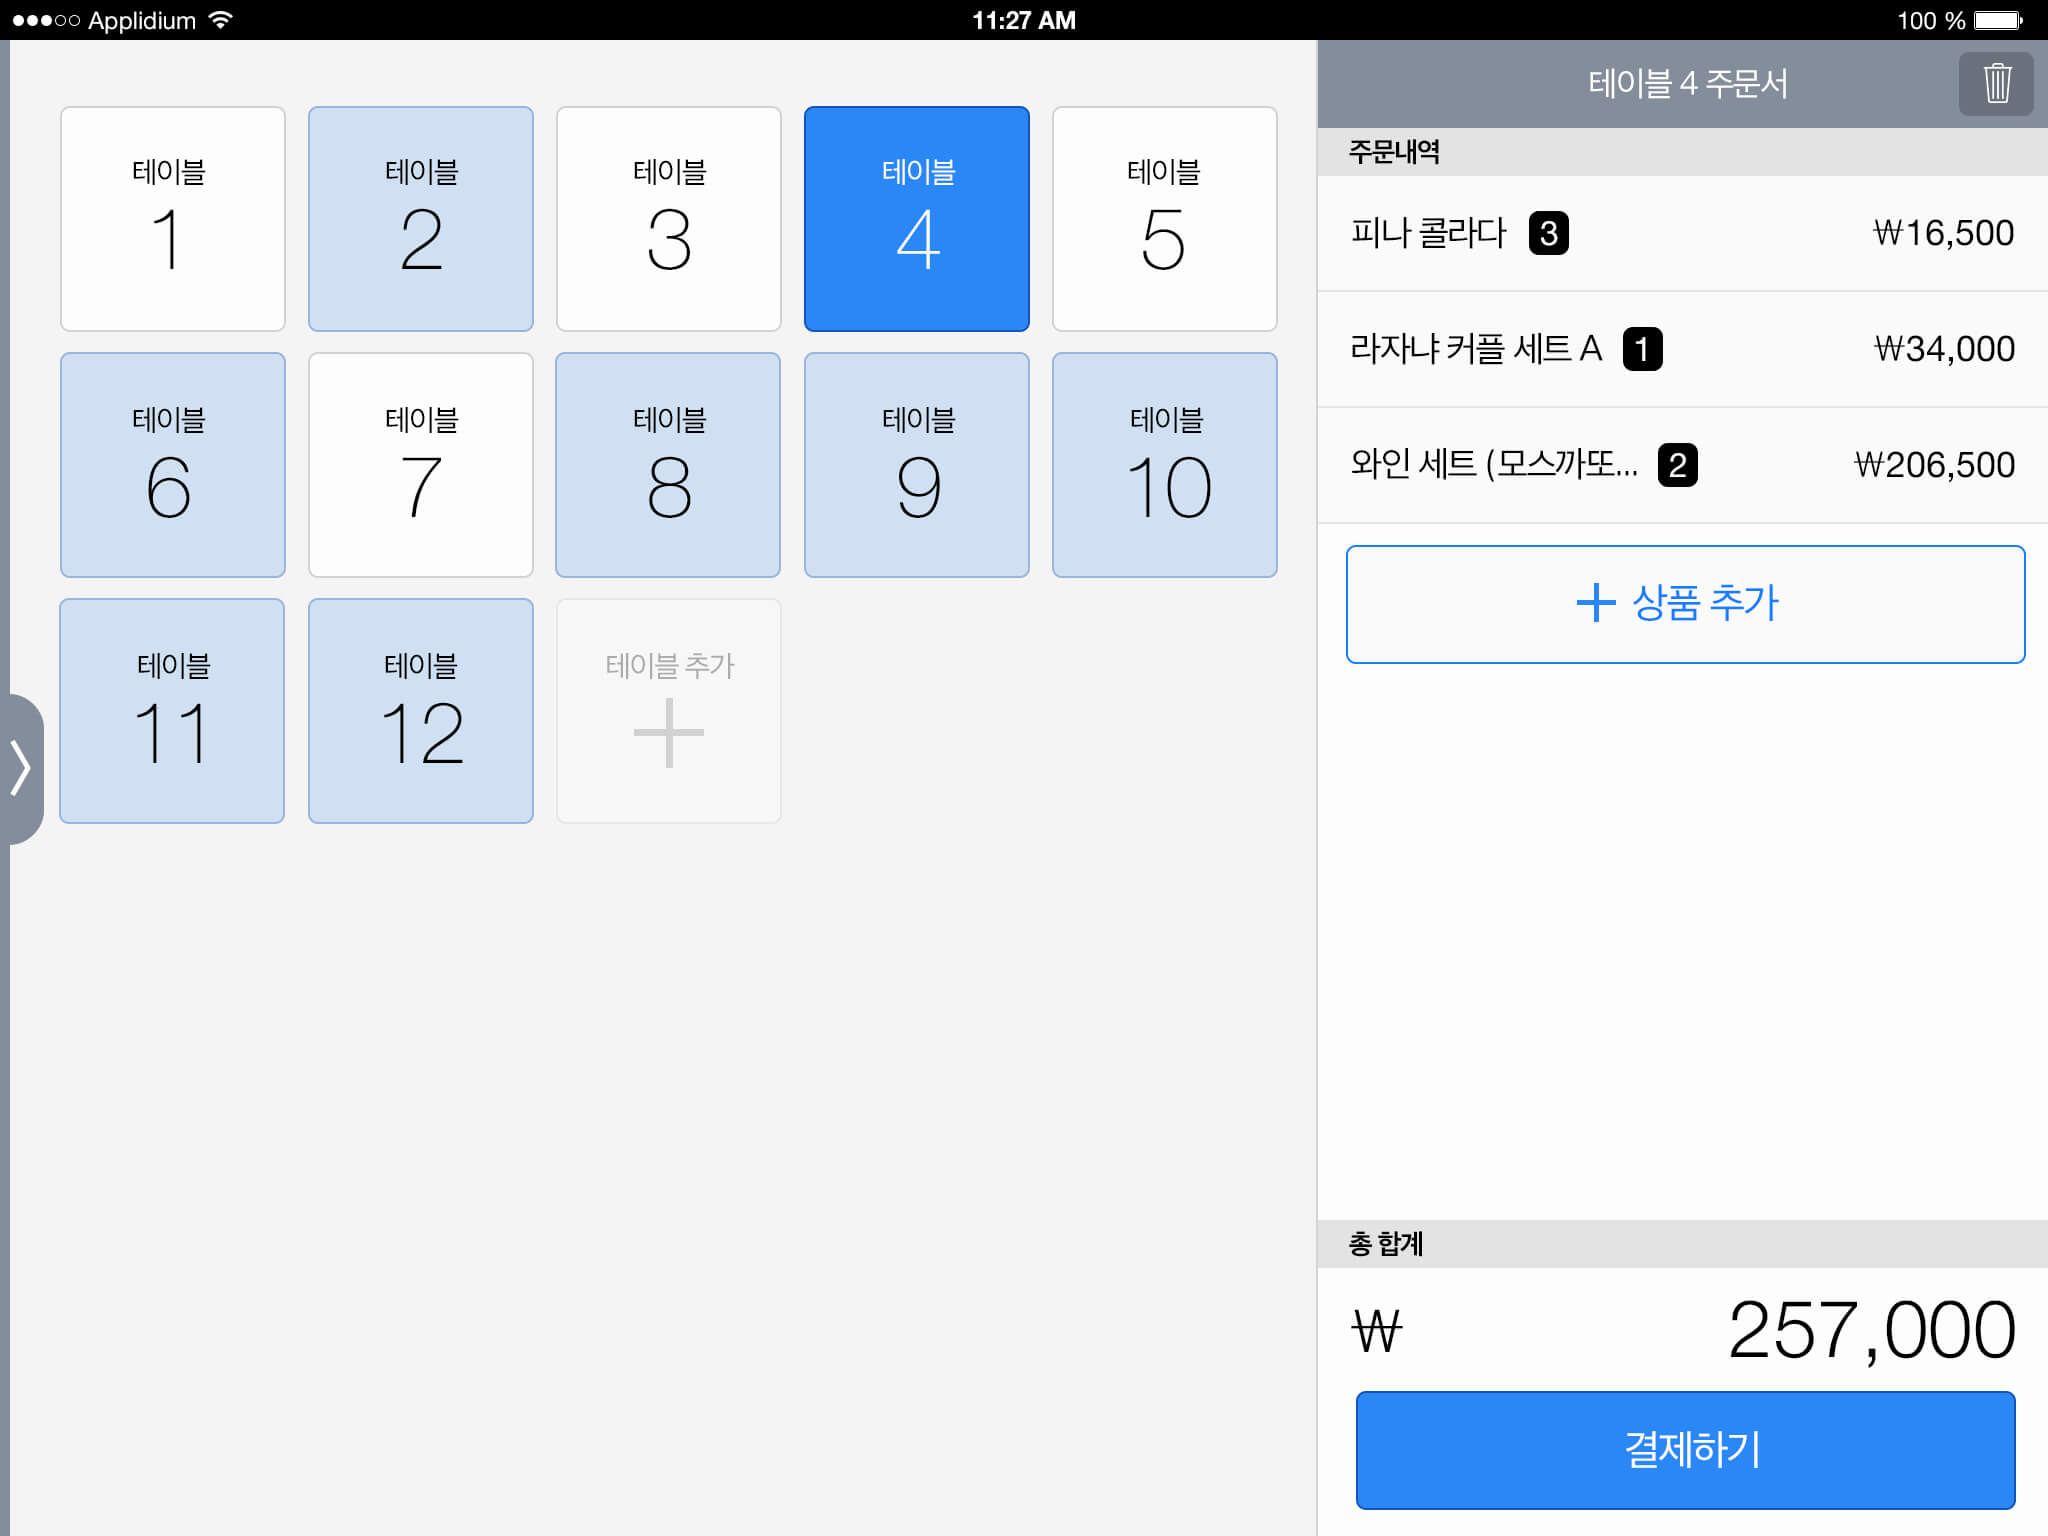 Applidium
11:27 AM
100 %
테이블
1
테이블
2
테이블
3
테이블
4
테이블
5
테이블
6
테이블
7
테이블
8
테이블
9
테이블
10
테이블
11
테이블
12
테이블 추가
테이블 4 주문서
주문내역
피나 콜라다 3 ₩16,500
라자냐 커플 세트 A 1 ₩34,000
와인 세트 (모스까또... 2 ₩206,500
+ 상품 추가
총 합계
₩ 257,000
결제하기